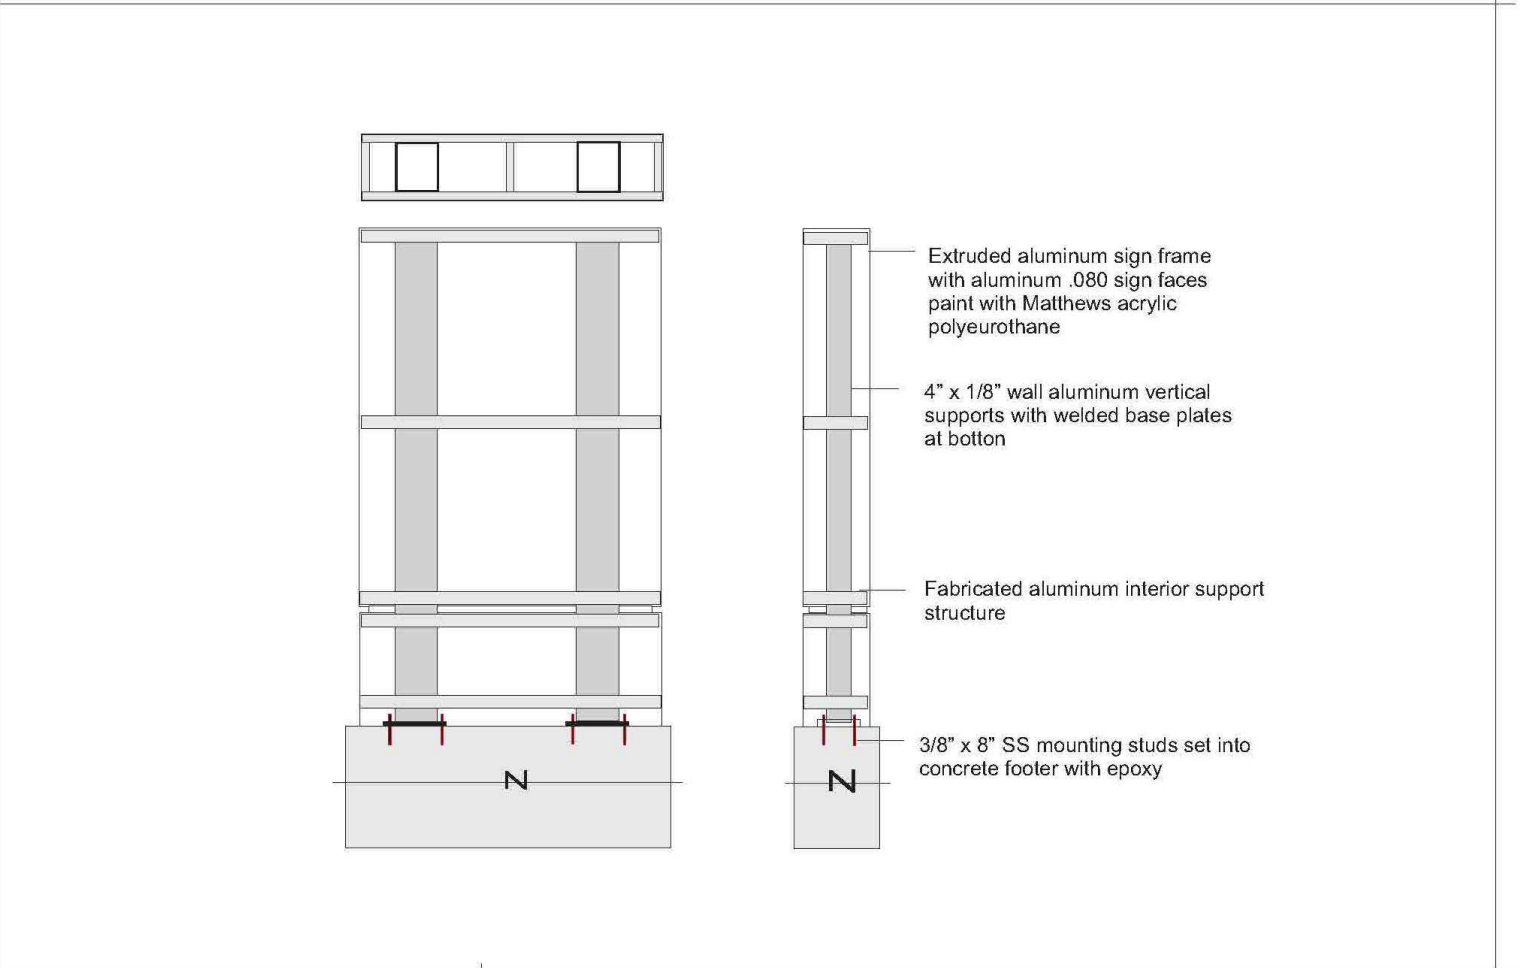 Extruded aluminum sign frame
with aluminum .080 sign faces
paint with Matthews acrylic
polyeurothane
4” x 1/8” wall aluminum vertical
supports with welded base plates
at botton
Fabricated aluminum interior support
structure
3/8” x 8” SS mounting studs set into
concrete footer with epoxy